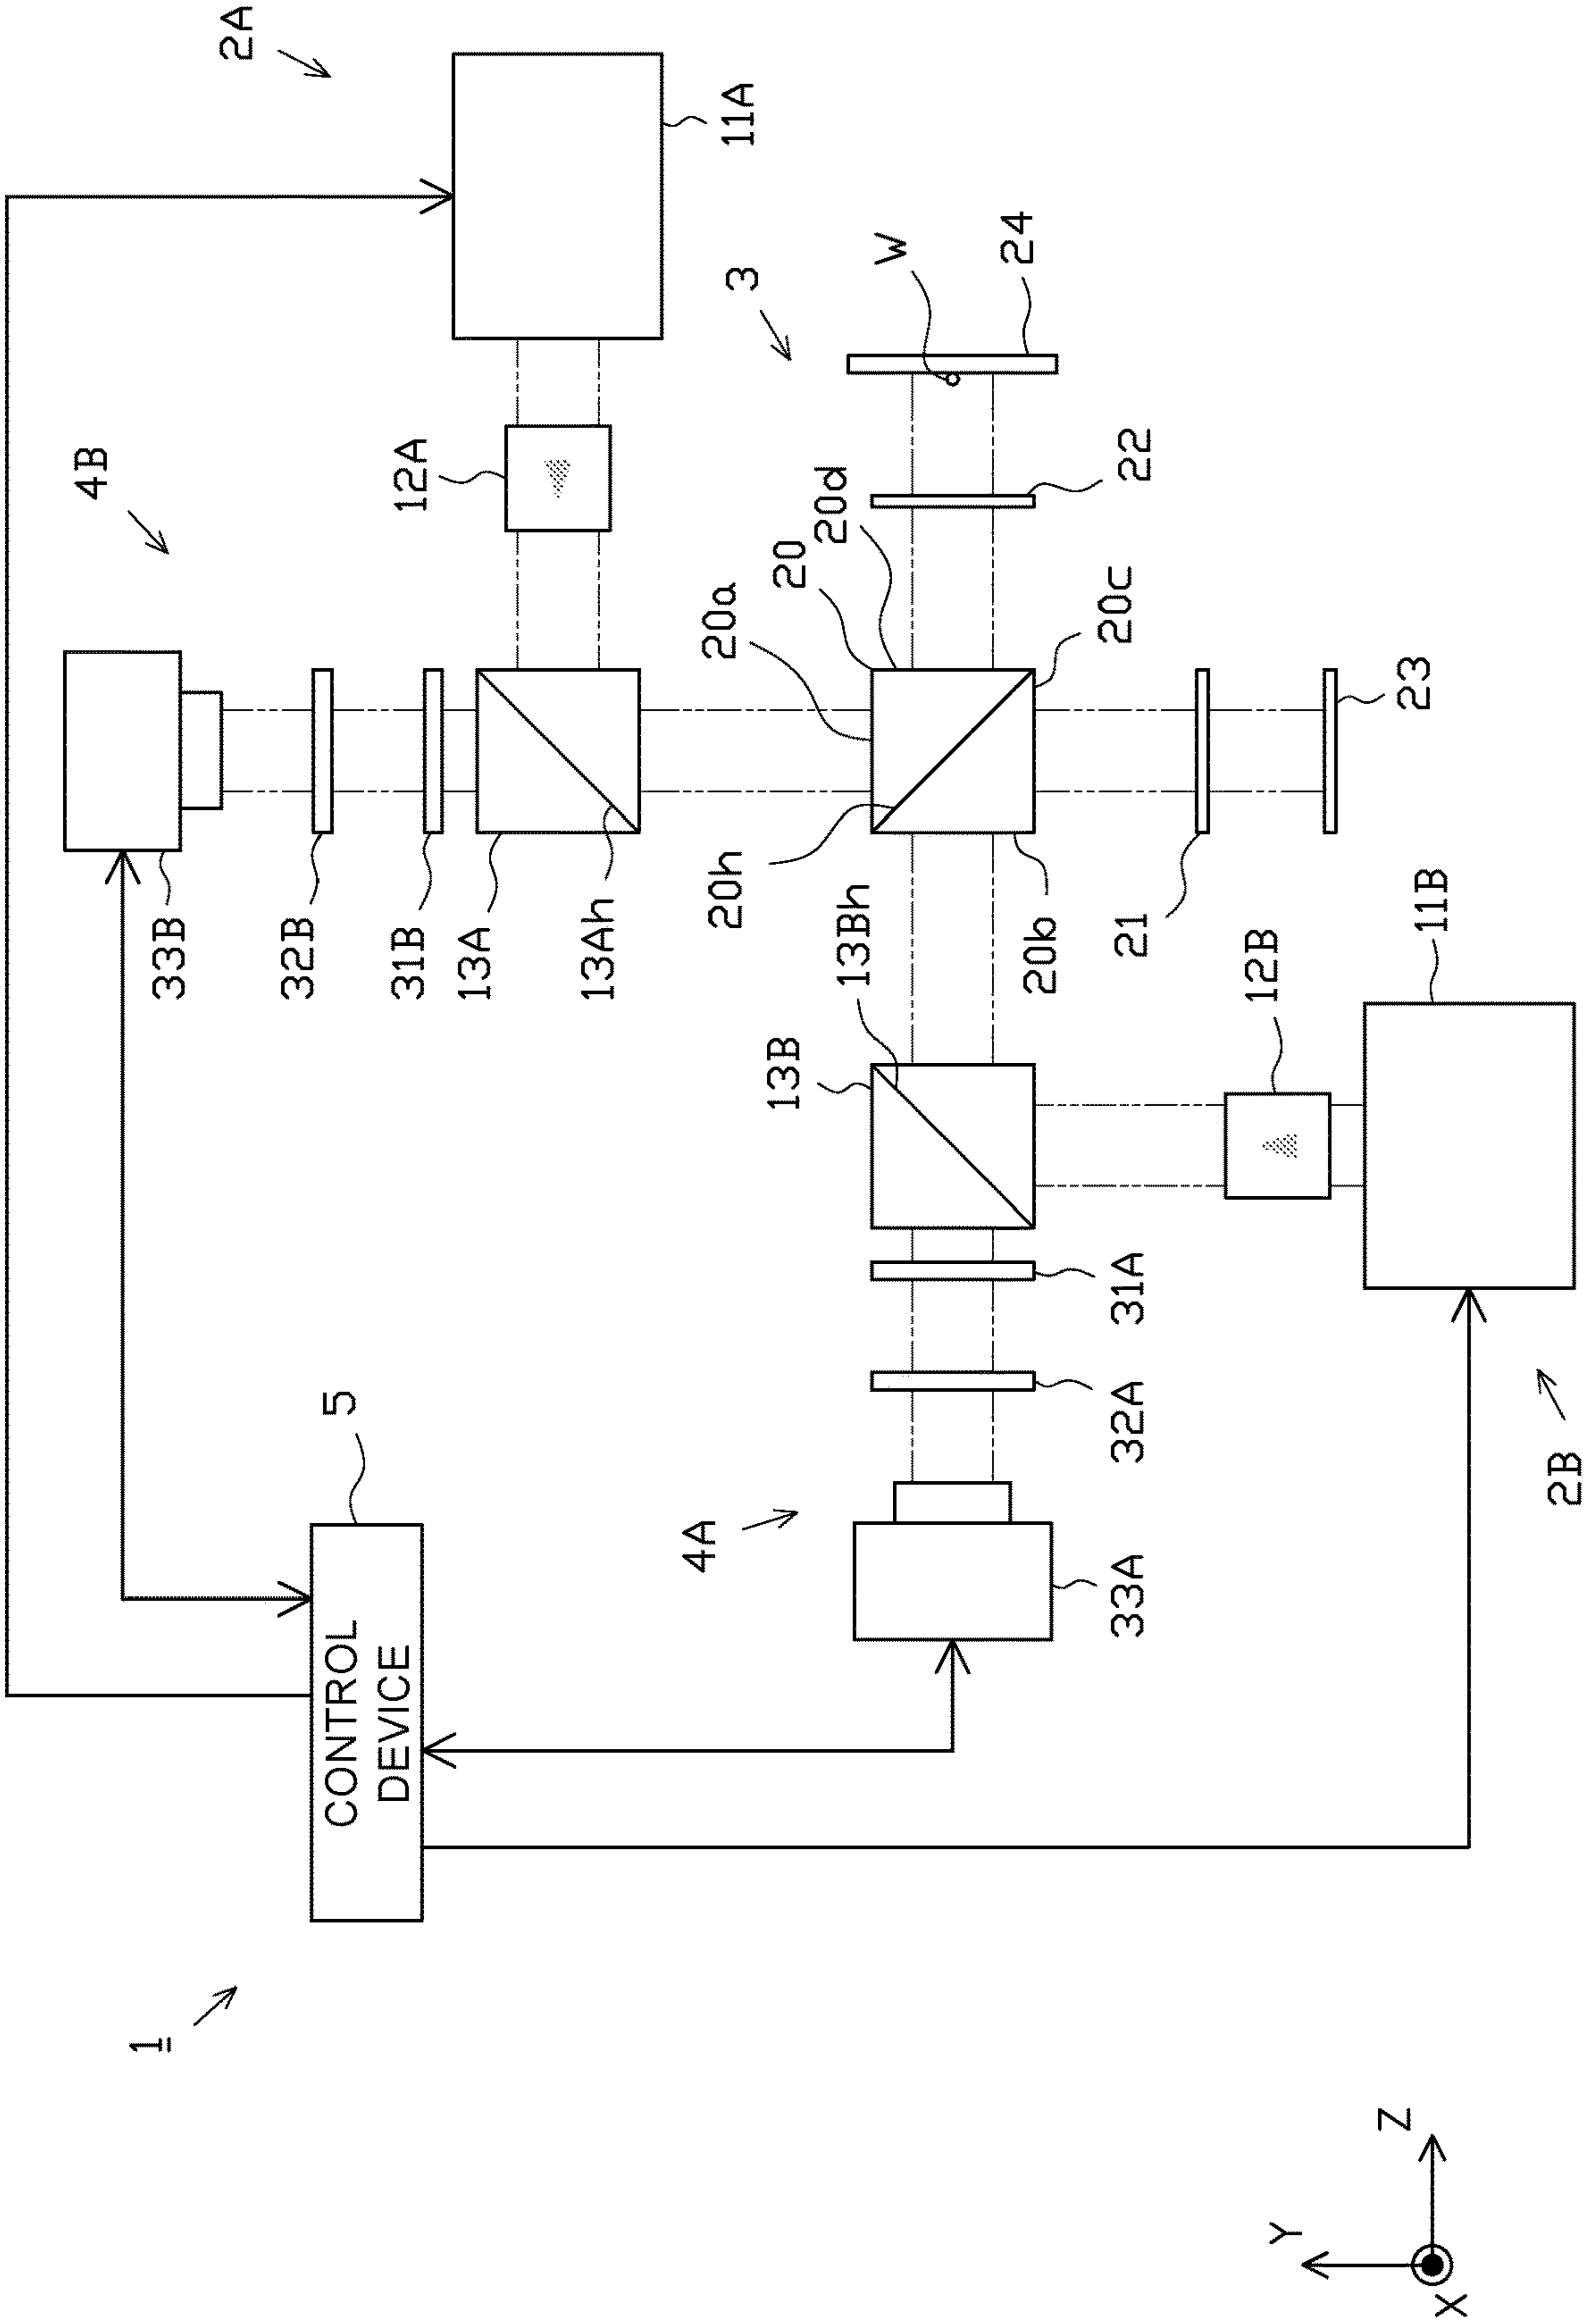 1
4B
33B
2A
32B
5
CONTROL
DEVICE
31B
12A
13A
13Ah
4A
20a
20h
11A
3
13B
20
20d
13Bh
W
24
20b
20c
33A
32A
31A
21
22
12B
Y
Z
23
11B
X
2B